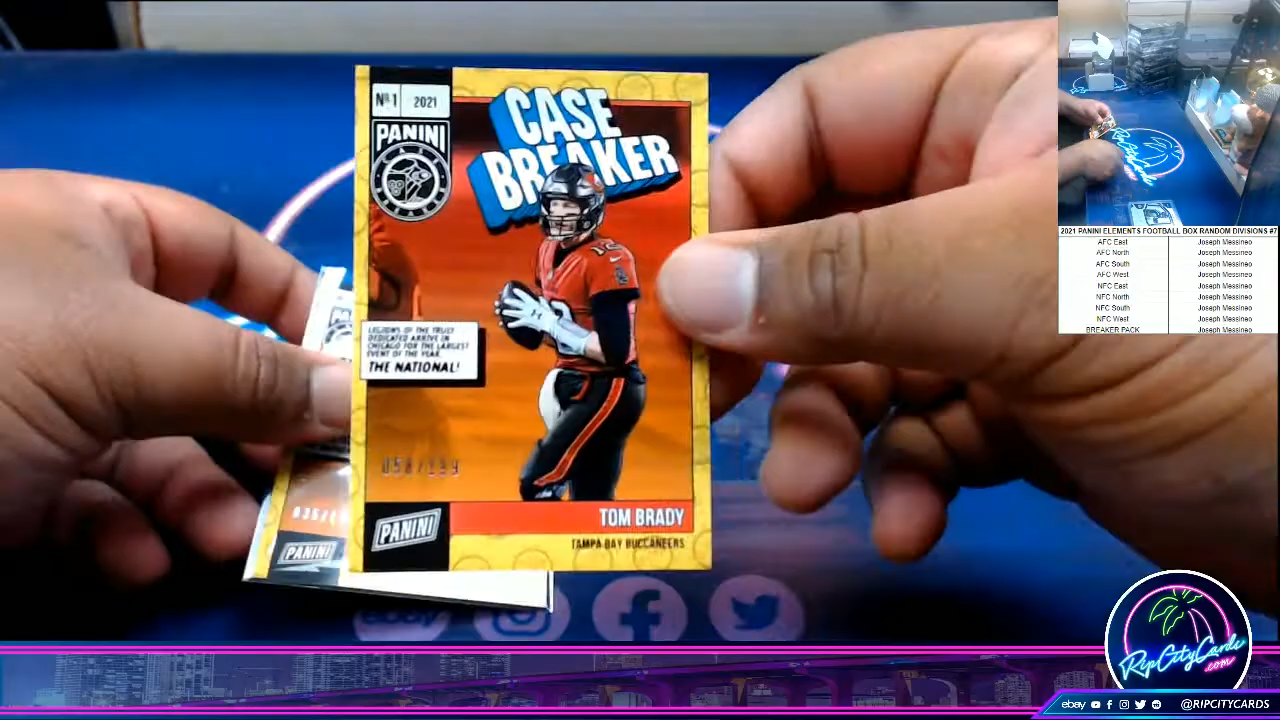 Nº 1 2021
PANINI
CASE
BREAKER
12
LEGIONS OF THE TRULY
DEDICATED ARRIVE IN
CHICAGO FOR THE LARGEST
EVENT OF THE YEAR.
THE NATIONAL!
PANINI
TOM BRADY
TAMPA BAY BUCCANEERS
PANINI
ebay
2021 PANINI ELEMENTS FOOTBALL BOX RANDOM DIVISIONS #7
AFC East Joseph Messineo
AFC North Joseph Messineo
AFC South Joseph Messineo
AFC West Joseph Messineo
NFC East Joseph Messineo
NFC North Joseph Messineo
NFC South Joseph Messineo
NFC West Joseph Messineo
BREAKER PACK Joseph Messineo
RipCityCards
.com
ebay @RIPCITYCARDS